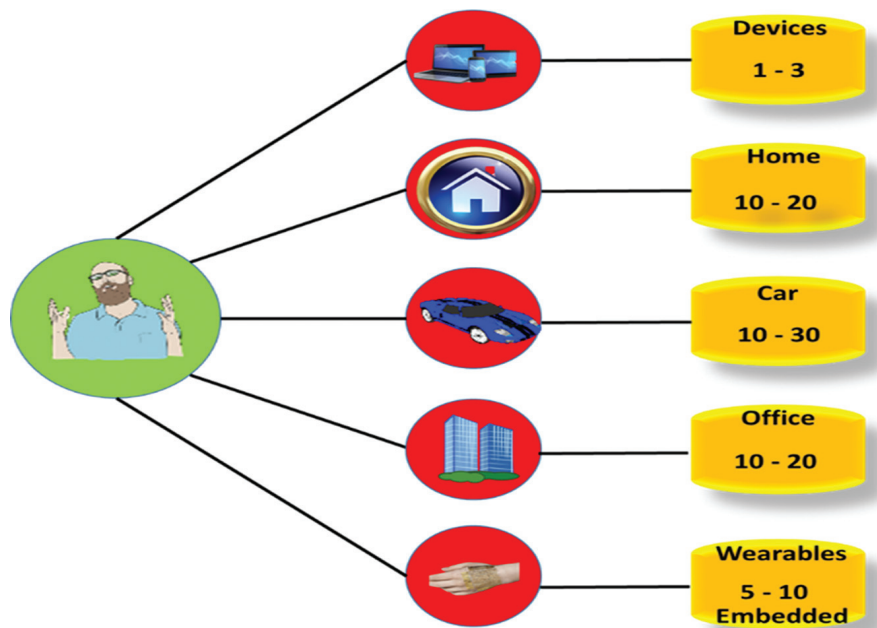 Devices
1 - 3
Home
10 - 20
Car
10 - 30
Office
10 - 20
Wearables
5 - 10
Embedded